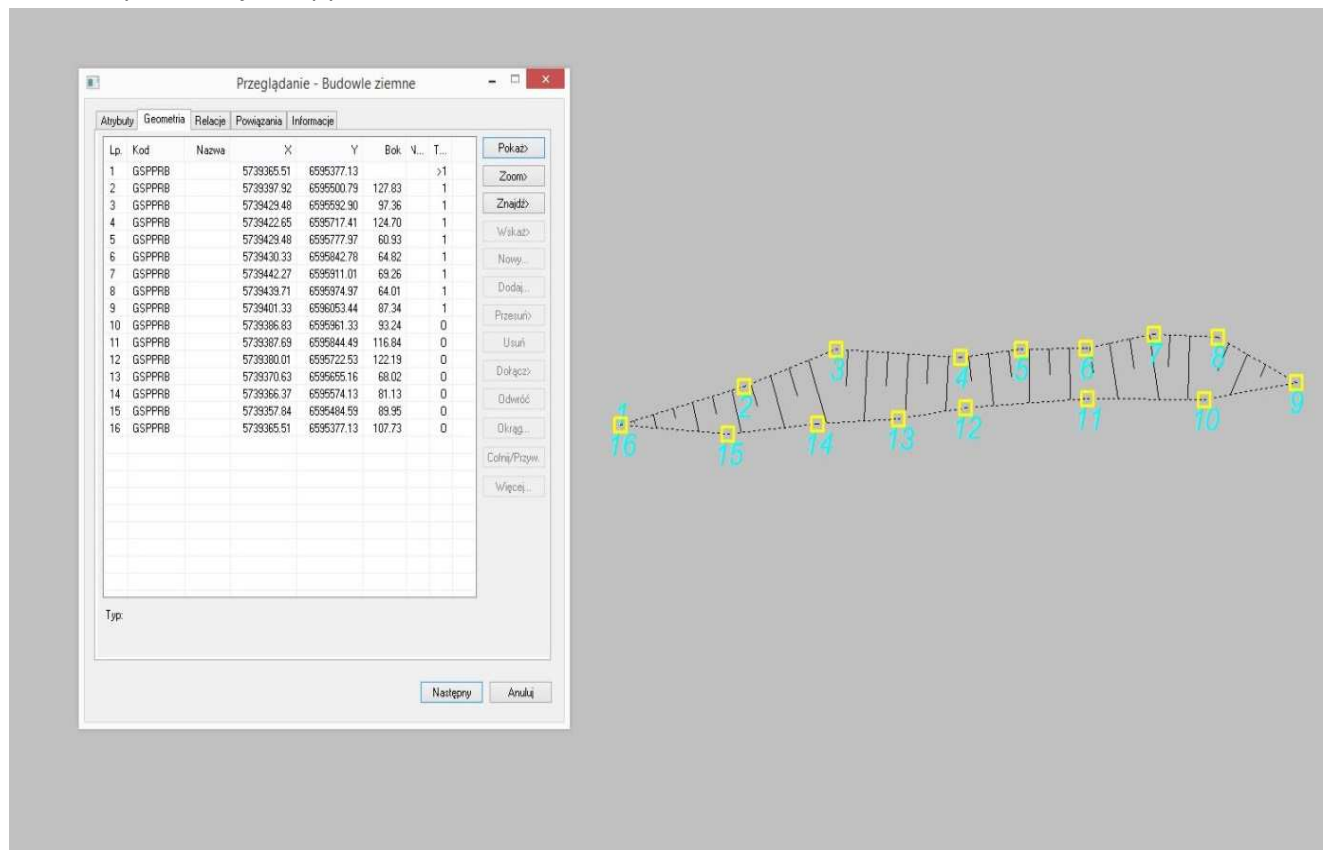 Przeglądanie - Budowle ziemne
Atrybuty Geometria Relacje Powiązania Informacje
Lp. Kod Nazwa X Y Bok V... T...
1 GSPPRB 5739365.51 6595377.13 >1
2 GSPPRB 5739397.92 6595500.79 127.83 1
3 GSPPRB 5739429.48 6595592.90 97.36 1
4 GSPPRB 5739422.65 6595717.41 124.70 1
5 GSPPRB 5739429.48 6595777.97 60.93 1
6 GSPPRB 5739430.33 6595842.78 64.82 1
7 GSPPRB 5739442.27 6595911.01 69.26 1
8 GSPPRB 5739439.71 6595974.97 64.01 1
9 GSPPRB 5739401.33 6596053.44 87.34 1
10 GSPPRB 5739386.83 6595961.33 93.24 0
11 GSPPRB 5739387.69 6595844.49 116.84 0
12 GSPPRB 5739380.01 6595722.53 122.19 0
13 GSPPRB 5739370.63 6595655.16 68.02 0
14 GSPPRB 5739366.37 6595574.13 81.13 0
15 GSPPRB 5739357.84 6595484.59 89.95 0
16 GSPPRB 5739365.51 6595377.13 107.73 0
Pokaż>
Zoom>
Znajdź>
Wskaż>
Nowy...
Dodaj...
Przesuń>
Usuń
Dołącz>
Odwróć
Okrąg...
Cofnij/Przyw.
Więcej...
Typ:
Następny Anuluj
1 2 3 4 5 6 7 8 9
16 15 14 13 12 11 10